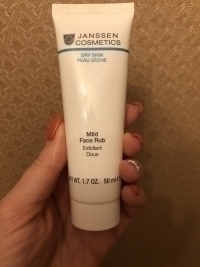 JANSSEN
COSMETICS
DRY SKIN
PEAU SÈCHE
Mild
Face Rub
Exfoliant
Doux
NET WT. 1.7 OZ. 50 ml